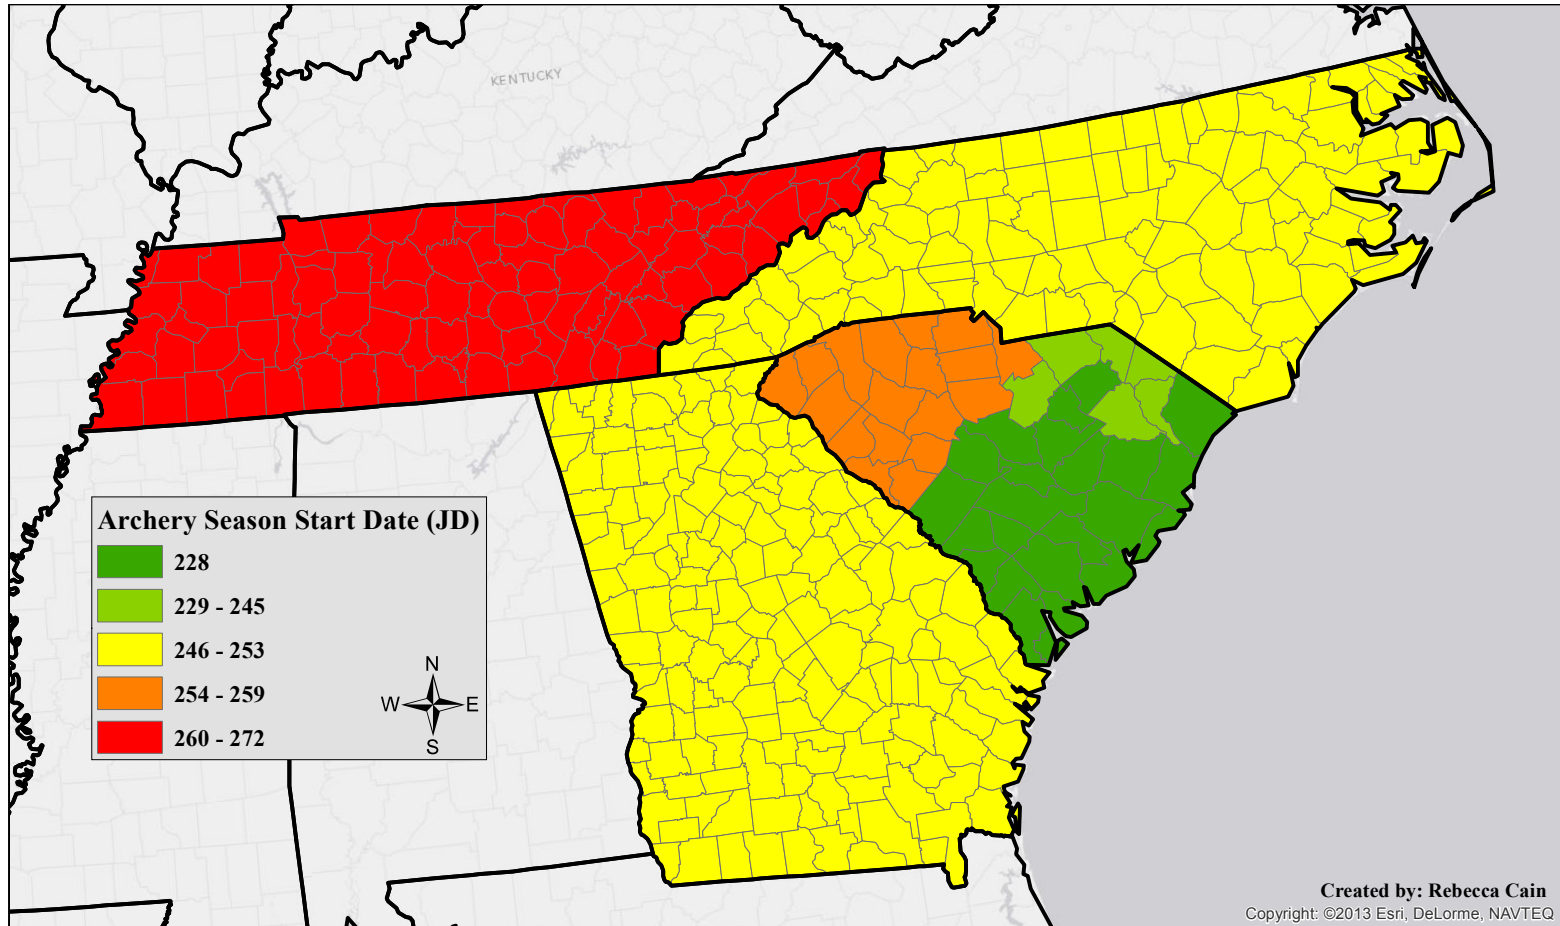 KENTUCKY
Archery Season Start Date (JD)
228
229 - 245
246 - 253
254 - 259
260 - 272
N
W E
S
Created by: Rebecca Cain
Copyright: ©2013 Esri, DeLorme, NAVTEQ